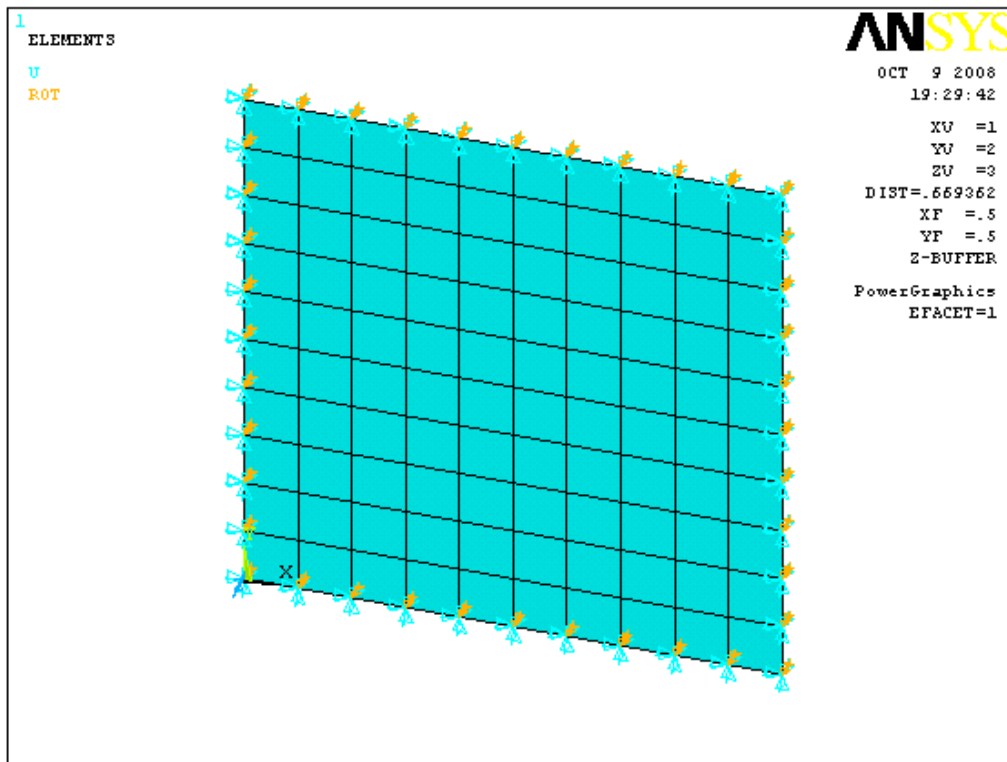 1
ELEMENTS
U
ROT
ANSYS
OCT 9 2008
19:29:42
XV =1
YV =2
ZV =3
DIST=.669362
XF =.5
YF =.5
Z-BUFFER
PowerGraphics
EFACET=1
X